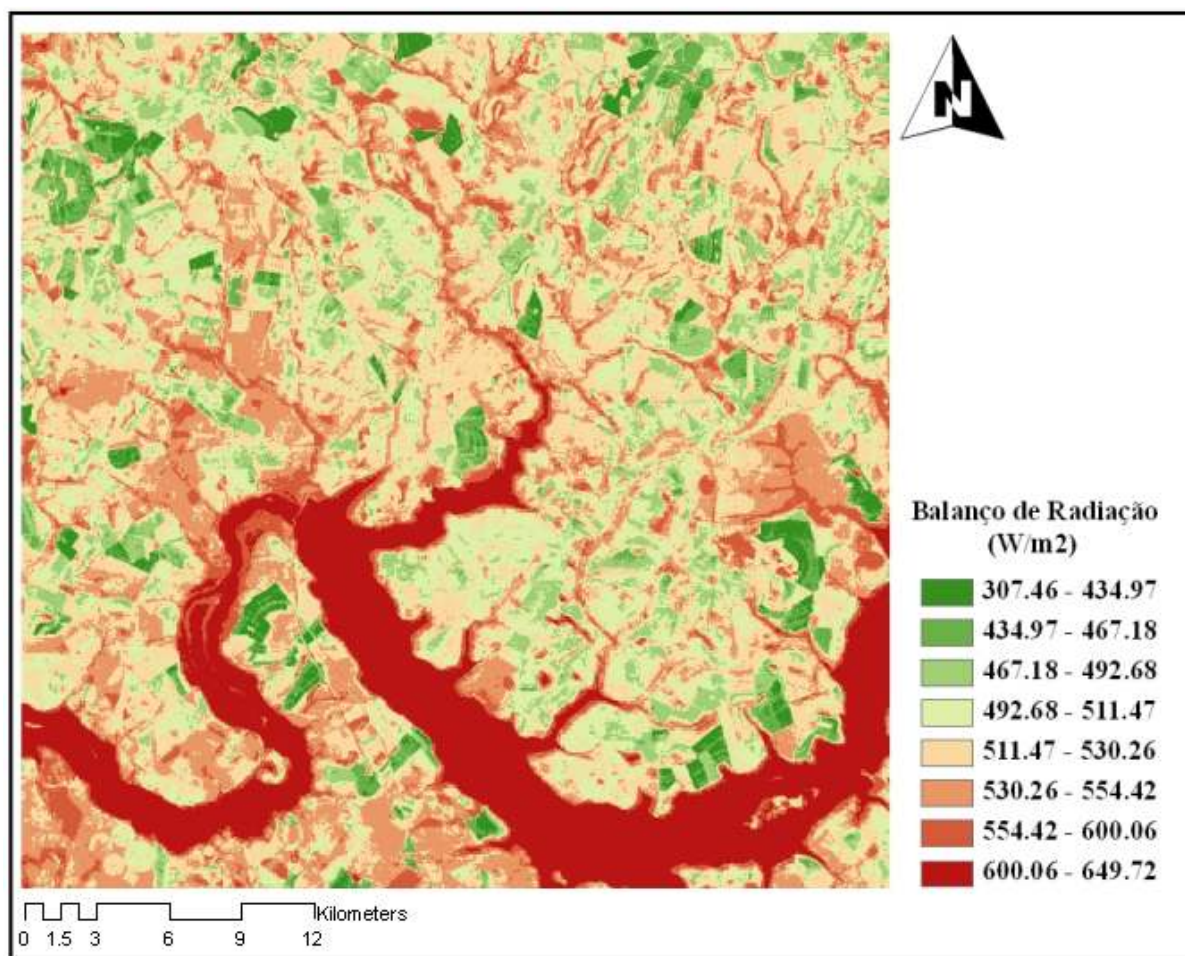 N
Balanço de Radiação
(W/m2)
307.46 - 434.97
434.97 - 467.18
467.18 - 492.68
492.68 - 511.47
511.47 - 530.26
530.26 - 554.42
554.42 - 600.06
600.06 - 649.72
Kilometers
0 1.5 3 6 9 12